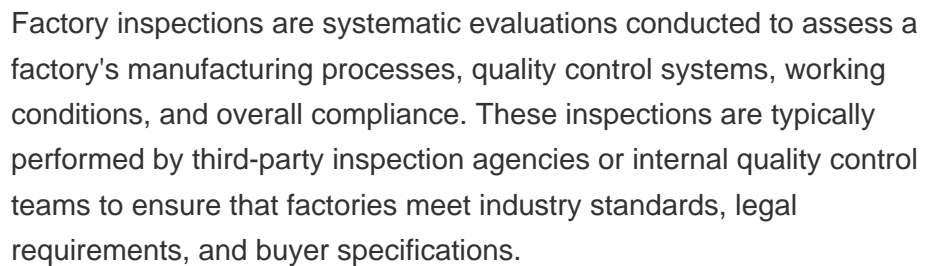 Factory inspections are systematic evaluations conducted to assess a
factory's manufacturing processes, quality control systems, working
conditions, and overall compliance. These inspections are typically
performed by third-party inspection agencies or internal quality control
teams to ensure that factories meet industry standards, legal
requirements, and buyer specifications.